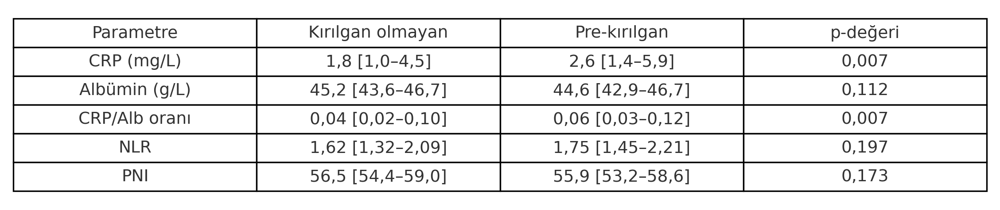 Parametre Kırılgan olmayan Pre-kırılgan p-değeri
CRP (mg/L) 1,8 [1,0–4,5] 2,6 [1,4–5,9] 0,007
Albümin (g/L) 45,2 [43,6–46,7] 44,6 [42,9–46,7] 0,112
CRP/Alb oranı 0,04 [0,02–0,10] 0,06 [0,03–0,12] 0,007
NLR 1,62 [1,32–2,09] 1,75 [1,45–2,21] 0,197
PNI 56,5 [54,4–59,0] 55,9 [53,2–58,6] 0,173